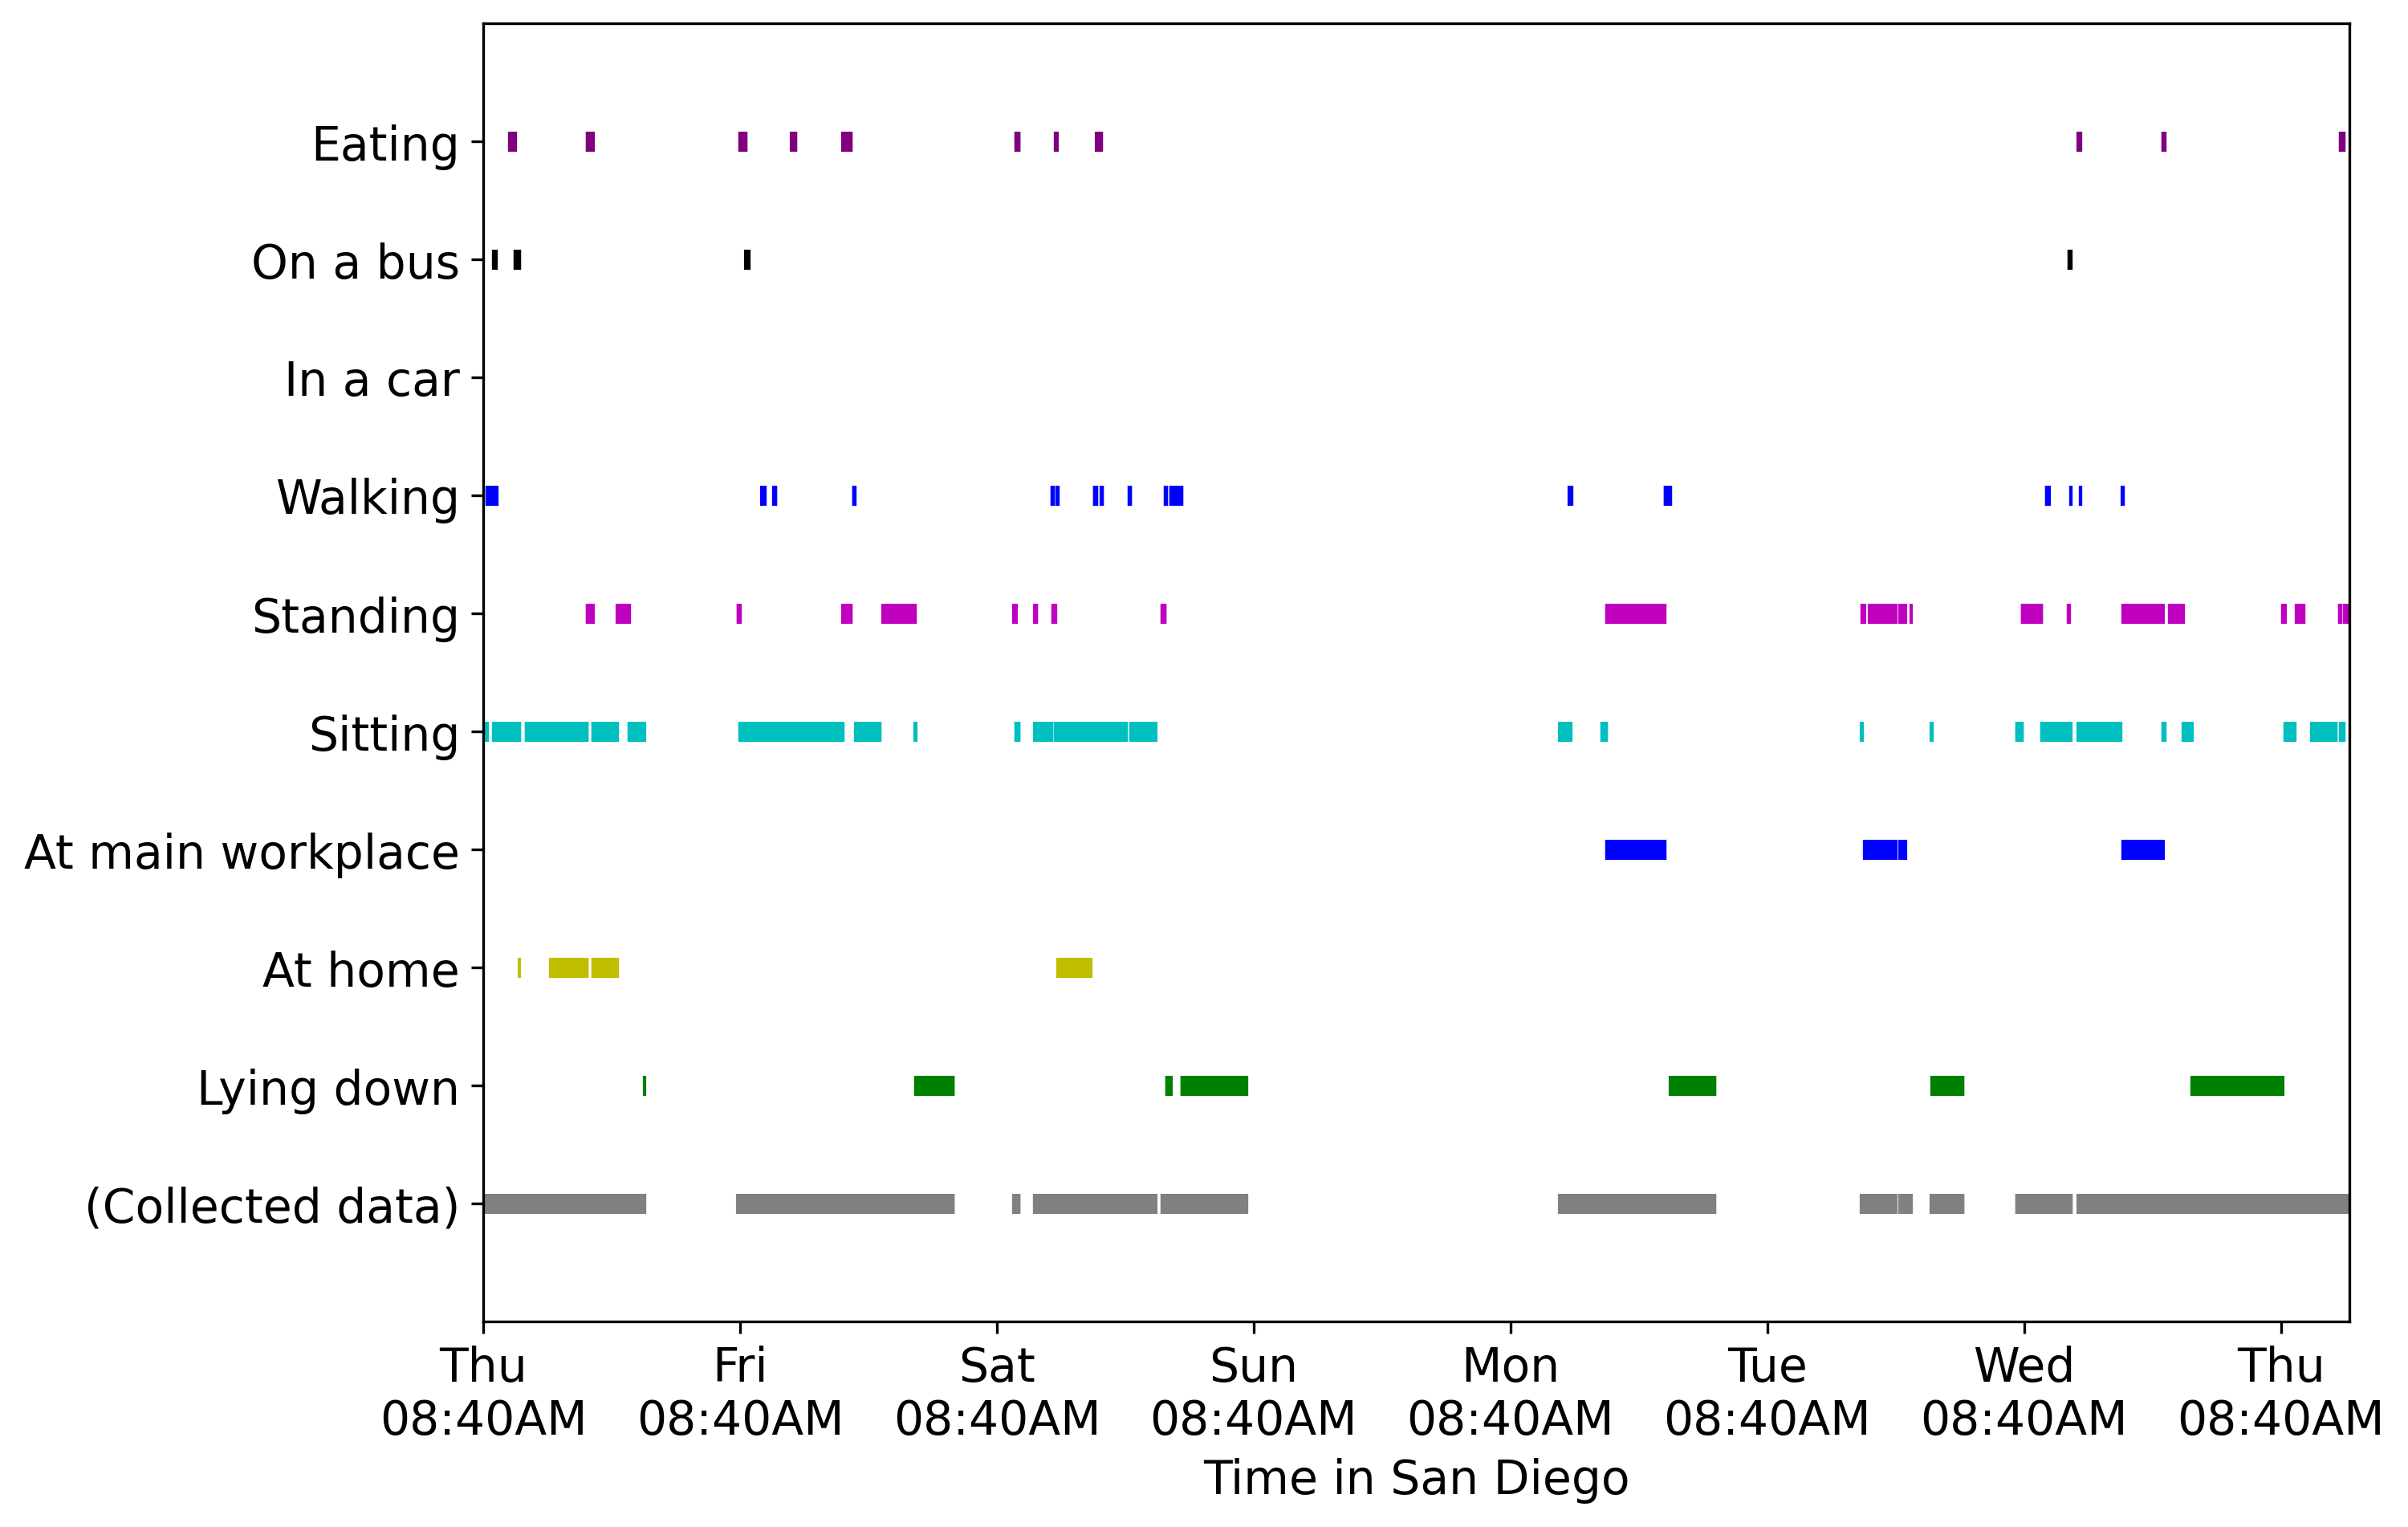 Eating
On a bus
In a car
Walking
Standing
Sitting
At main workplace
At home
Lying down
(Collected data)
Thu Fri Sat Sun Mon Tue Wed Thu
08:40AM 08:40AM 08:40AM 08:40AM 08:40AM 08:40AM 08:40AM 08:40AM
Time in San Diego